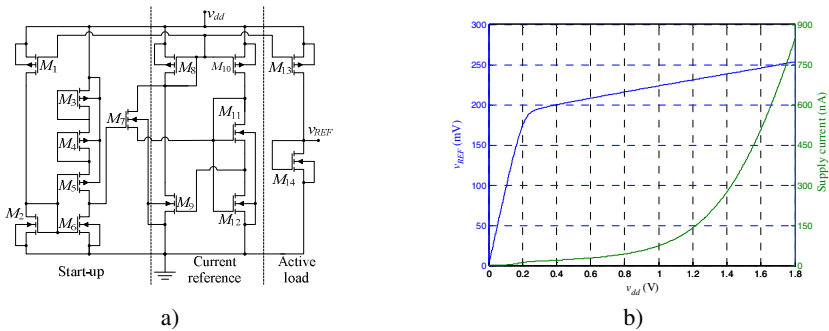 v_dd
M_1
M_8
M_10
M_13
M_3
M_7
M_11
v_REF
M_4
M_5
M_14
M_2
M_6
M_9
M_12
Start-up
Current reference
Active load
a)
300
250
200
150
100
50
0
v_REF (mV)
900
750
600
450
300
150
0
Supply current (nA)
0 0.2 0.4 0.6 0.8 1 1.2 1.4 1.6 1.8
v_dd (V)
b)